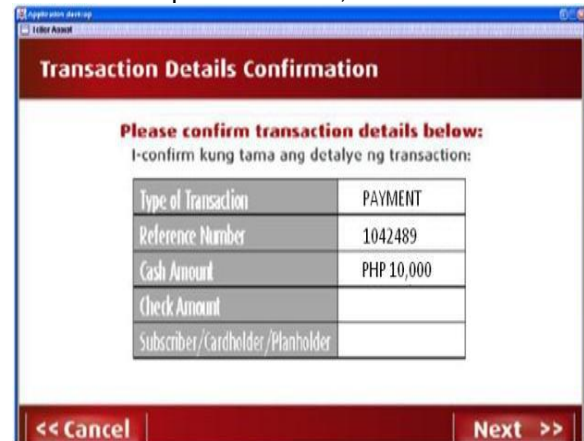 Application desktop
Teller Assist
Transaction Details Confirmation
Please confirm transaction details below:
I-confirm kung tama ang detalye ng transaction:
Type of Transaction PAYMENT
Reference Number 1042489
Cash Amount PHP 10,000
Check Amount
Subscriber/Cardholder/Planholder
<< Cancel
Next >>